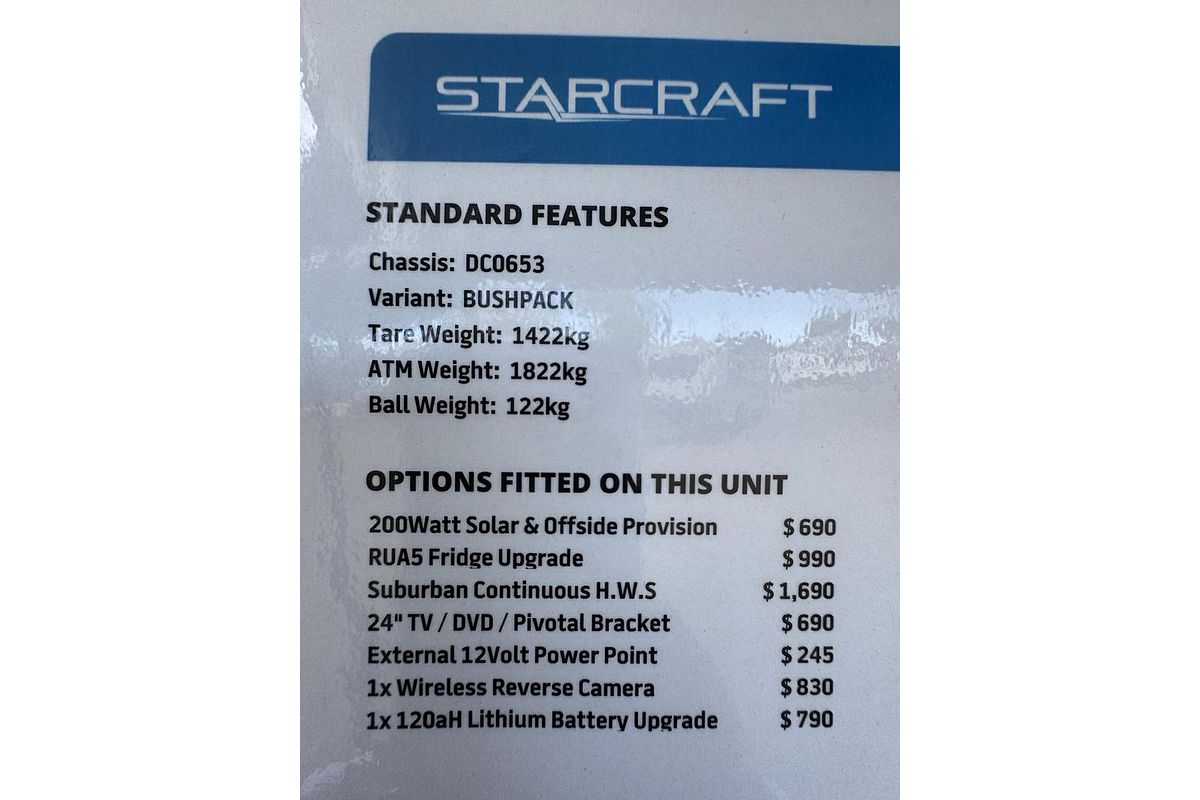 STARCRAFT
STANDARD FEATURES
Chassis: DC0653
Variant: BUSHPACK
Tare Weight: 1422kg
ATM Weight: 1822kg
Ball Weight: 122kg
OPTIONS FITTED ON THIS UNIT
200Watt Solar & Offside Provision $ 690
RUA5 Fridge Upgrade $ 990
Suburban Continuous H.W.S $ 1,690
24" TV / DVD / Pivotal Bracket $ 690
External 12Volt Power Point $ 245
1x Wireless Reverse Camera $ 830
1x 120aH Lithium Battery Upgrade $ 790